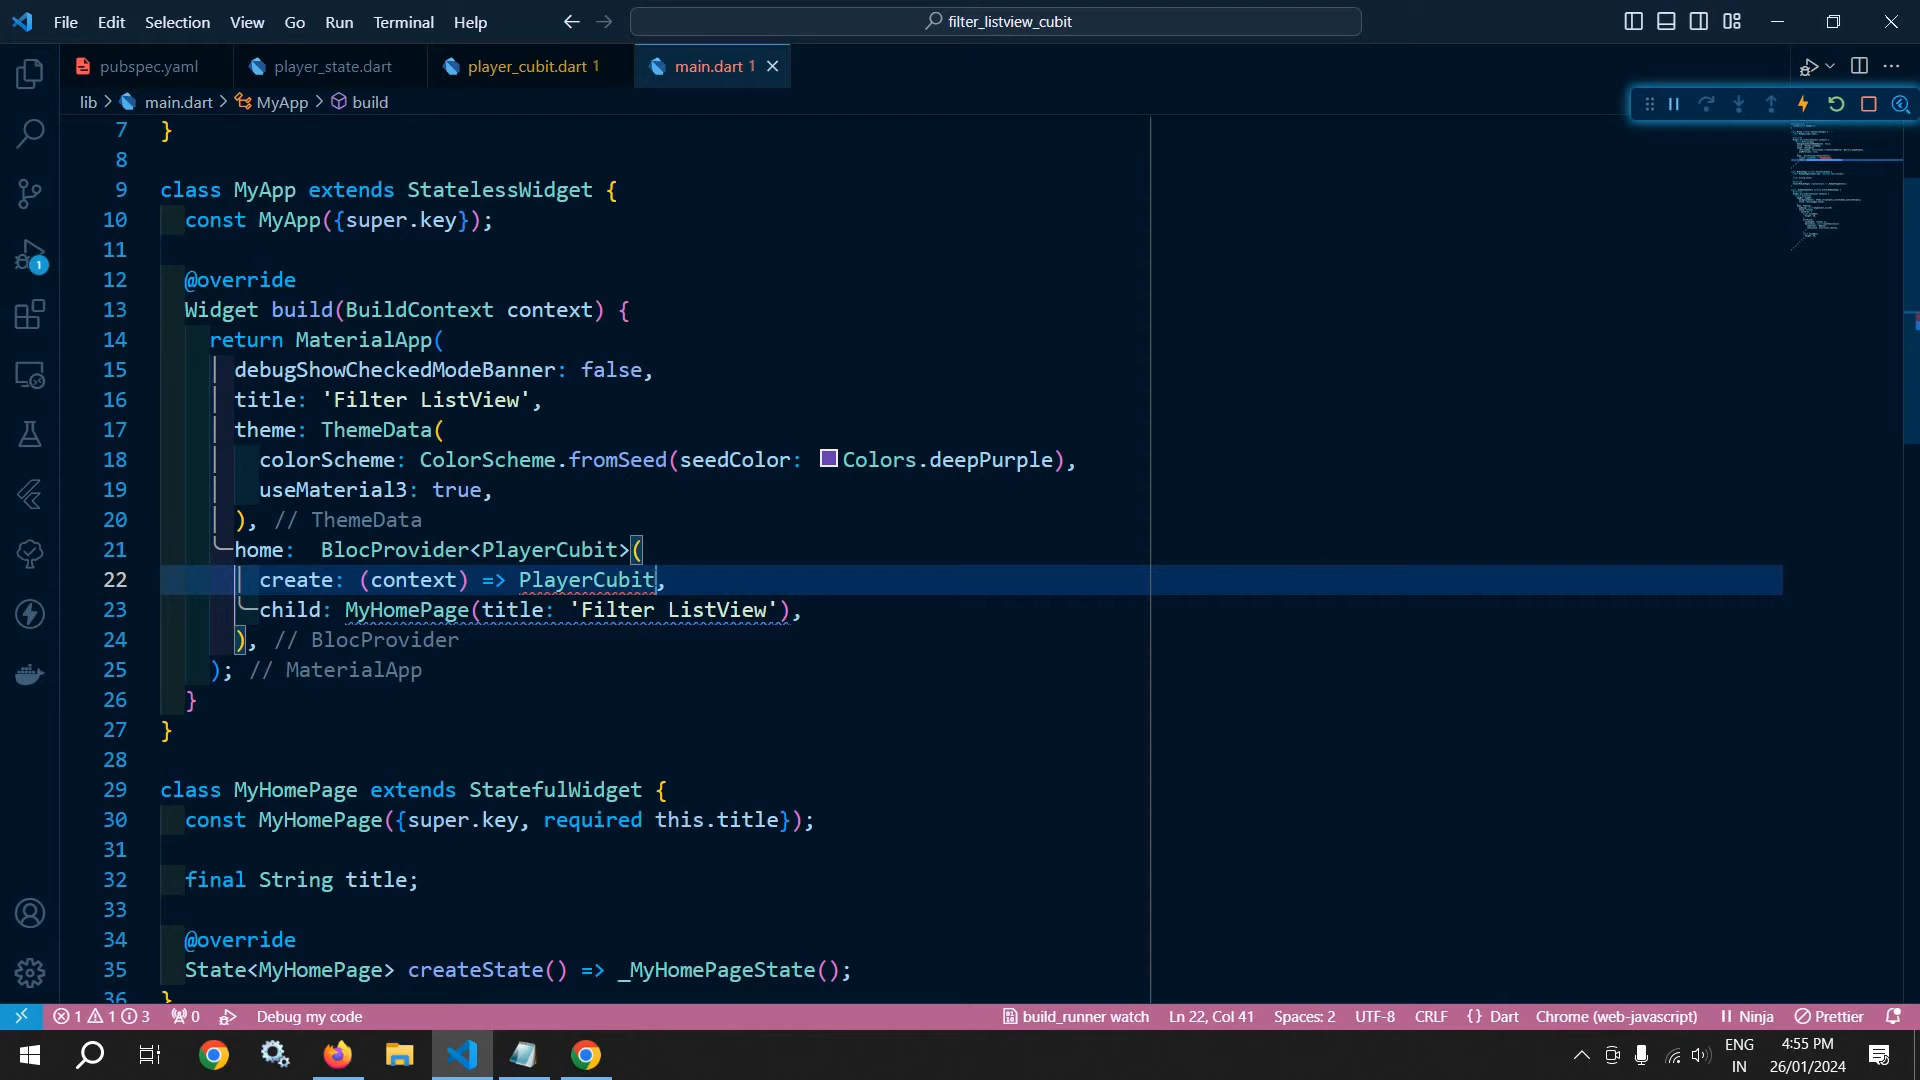 File Edit Selection View Go Run Terminal Help filter_listview_cubit
pubspec.yaml player_state.dart player_cubit.dart 1 main.dart 1
lib > main.dart > MyApp > build
7 }
8
9 class MyApp extends StatelessWidget {
10 const MyApp({super.key});
11
12 @override
13 Widget build(BuildContext context) {
14 return MaterialApp(
15 debugShowCheckedModeBanner: false,
16 title: 'Filter ListView',
17 theme: ThemeData(
18 colorScheme: ColorScheme.fromSeed(seedColor: Colors.deepPurple),
19 useMaterial3: true,
20 ), // ThemeData
21 home: BlocProvider<PlayerCubit>(
22 create: (context) => PlayerCubit,
23 child: MyHomePage(title: 'Filter ListView'),
24 ), // BlocProvider
25 ); // MaterialApp
26 }
27 }
28
29 class MyHomePage extends StatefulWidget {
30 const MyHomePage({super.key, required this.title});
31
32 final String title;
33
34 @override
35 State<MyHomePage> createState() => _MyHomePageState();
36 }
1
1 1 3 0 Debug my code build_runner watch Ln 22, Col 41 Spaces: 2 UTF-8 CRLF {} Dart Chrome (web-javascript) Ninja Prettier
ENG
IN
4:55 PM
26/01/2024